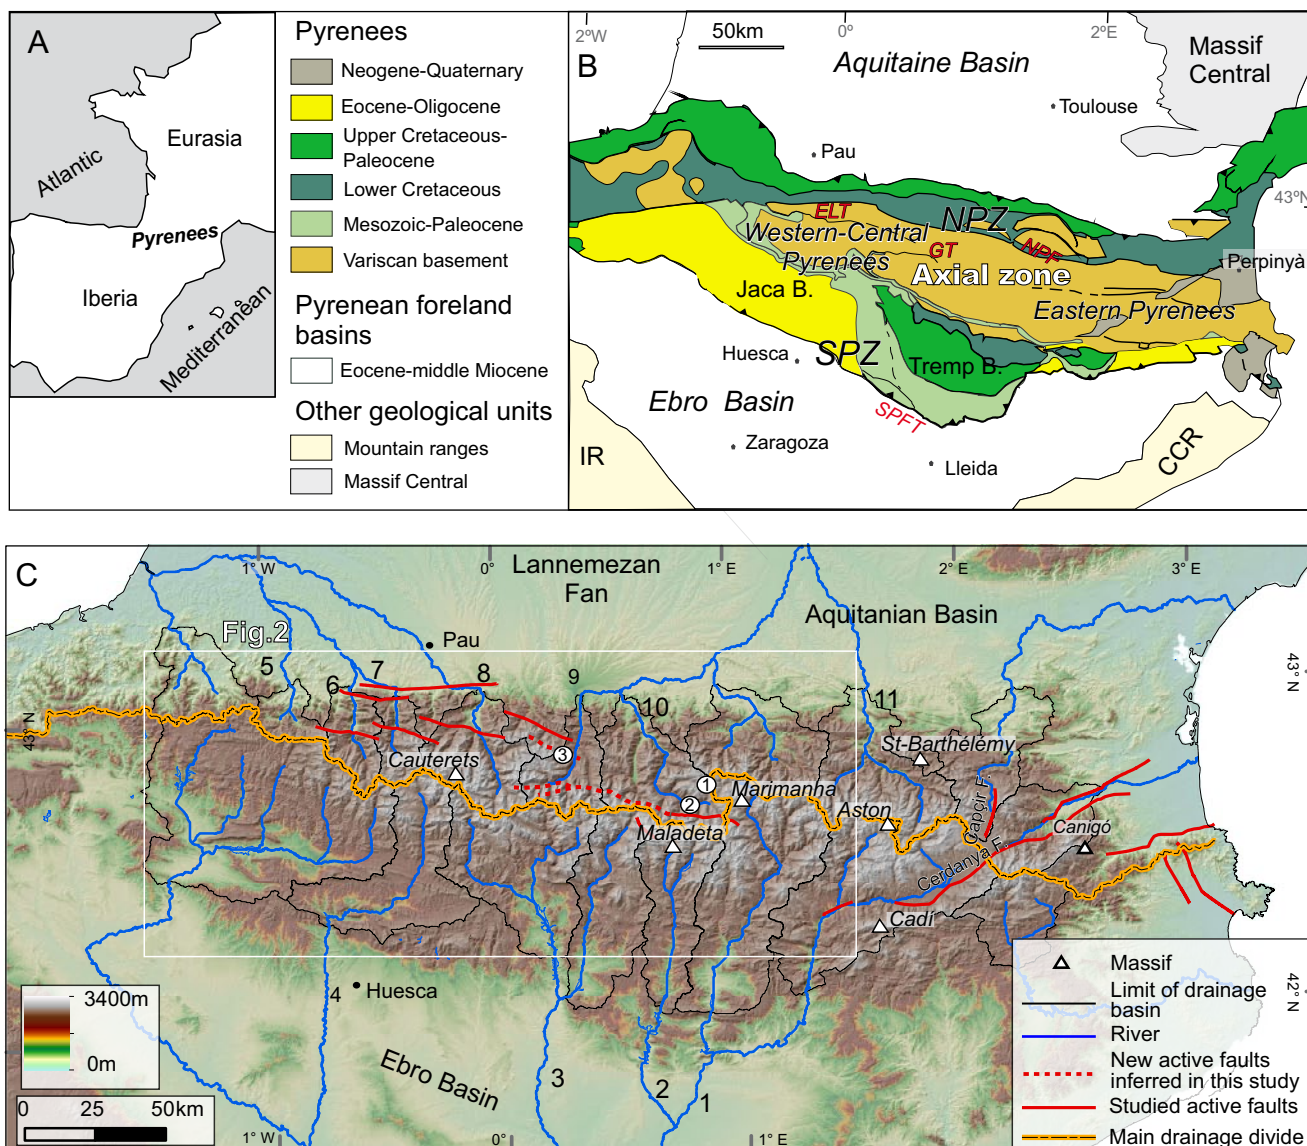 A
Atlantic
Eurasia
Pyrenees
Iberia
Mediterranêan
Pyrenees
Neogene-Quaternary
Eocene-Oligocene
Upper Cretaceous-
Paleocene
Lower Cretaceous
Mesozoic-Paleocene
Variscan basement
Pyrenean foreland
basins
Eocene-middle Miocene
Other geological units
Mountain ranges
Massif Central
2°W
0º
2°E
50km
B
Aquitaine Basin
Massif
Central
Toulouse
Pau
43ºN
ELT
NPZ
Western-Central
Pyrenees
GT
NPF
Axial zone
Perpinyà
Jaca B.
Eastern Pyrenees
Huesca
SPZ
Tremp B.
Ebro Basin
SPFT
Zaragoza
IR
Lleida
CCR
C
1° W
0°
Lannemezan
Fan
1° E
2° E
3° E
Aquitanian Basin
Fig.2
Pau
43° N
43° N
5
6
7
8
9
10
11
Cauterets
3
1
2
Marimanha
Maladeta
St-Barthélémy
Aston
Capçir F.
Canigó
Cerdanya F.
Cadí
4
Huesca
Ebro Basin
3
2
1
42° N
3400m
0m
0
25
50km
1° W
0°
1° E
Massif
Limit of drainage
basin
River
New active faults
inferred in this study
Studied active faults
Main drainage divide